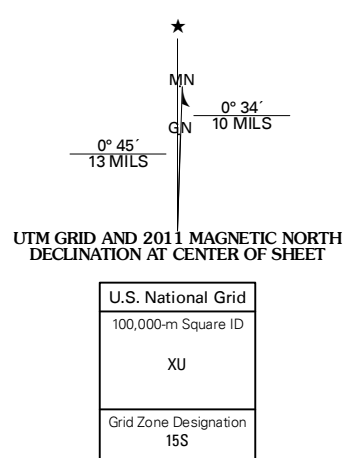 MN
0° 34´
10 MILS
GN
0° 45´
13 MILS
UTM GRID AND 2011 MAGNETIC NORTH
DECLINATION AT CENTER OF SHEET
U.S. National Grid
100,000-m Square ID
XU
Grid Zone Designation
15S